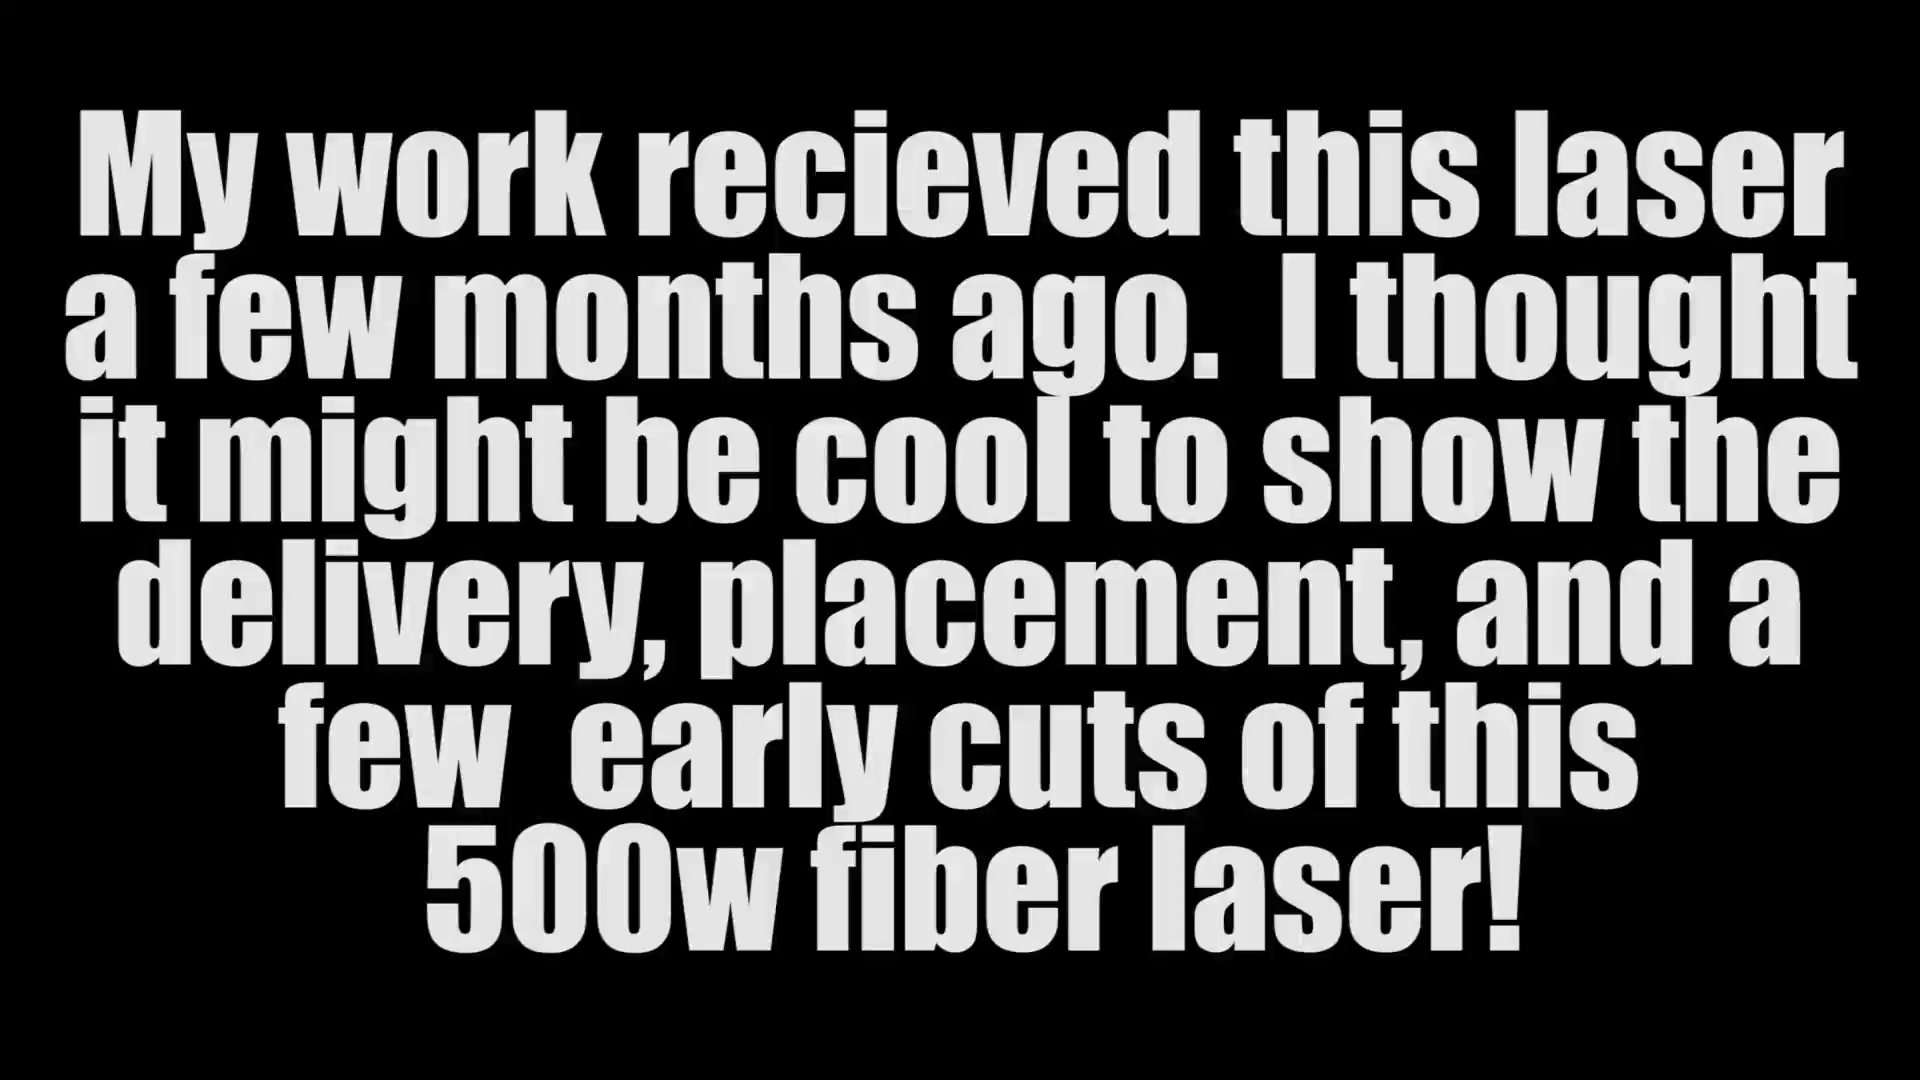 My work recieved this laser
a few months ago.  I thought
it might be cool to show the
delivery, placement, and a
few  early cuts of this
500w fiber laser!